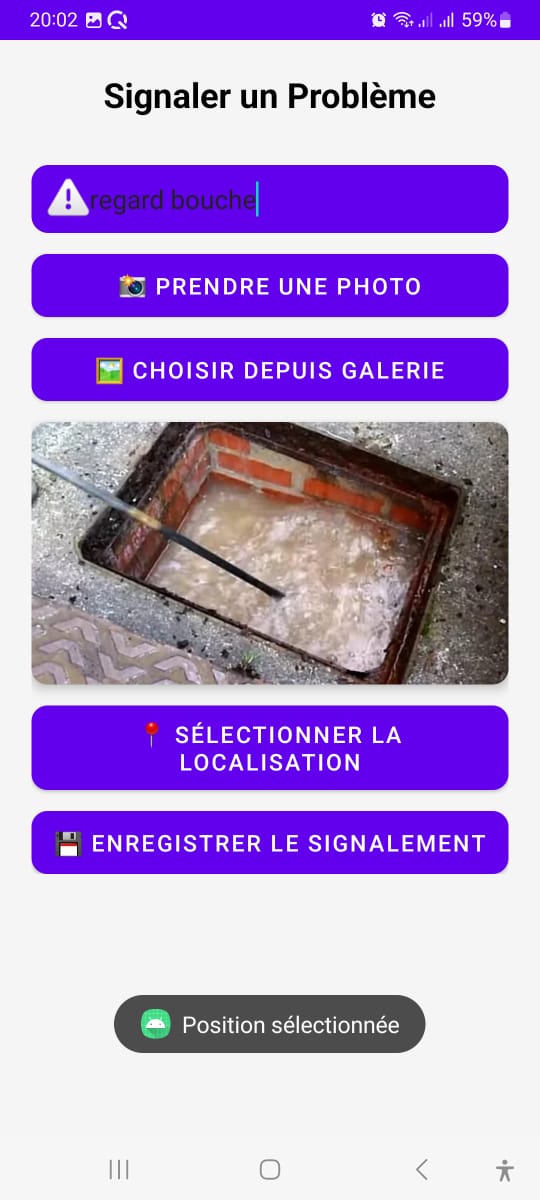 20:02 59%
Signaler un Problème
regard bouche
PRENDRE UNE PHOTO
CHOISIR DEPUIS GALERIE
SÉLECTIONNER LA
LOCALISATION
ENREGISTRER LE SIGNALEMENT
Position sélectionnée